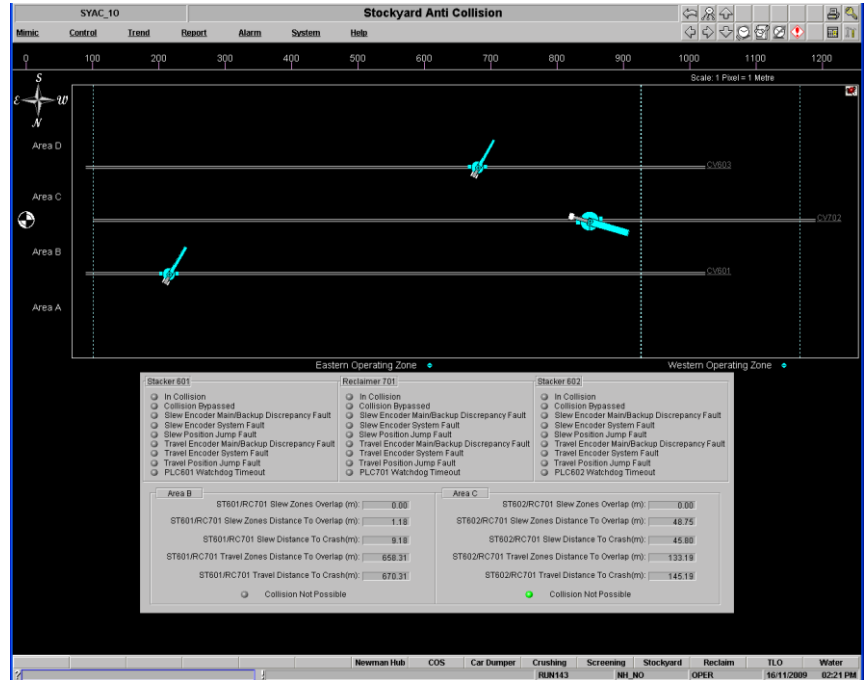 SYAC_10 Stockyard Anti Collision
Mimic Control Trend Report Alarm System Help
0 100 200 300 400 500 600 700 800 900 1000 1100 1200
Scale: 1 Pixel = 1 Metre
S
E W
N
Area D
CV603
Area C
CV702
Area B
CV601
Area A
Eastern Operating Zone Western Operating Zone
Stacker 601 Reclaimer 701 Stacker 602
In Collision In Collision In Collision
Collision Bypassed Collision Bypassed Collision Bypassed
Slew Encoder Main/Backup Discrepancy Fault Slew Encoder Main/Backup Discrepancy Fault Slew Encoder Main/Backup Discrepancy Fault
Slew Encoder System Fault Slew Encoder System Fault Slew Encoder System Fault
Slew Position Jump Fault Slew Position Jump Fault Slew Position Jump Fault
Travel Encoder Main/Backup Discrepancy Fault Travel Encoder Main/Backup Discrepancy Fault Travel Encoder Main/Backup Discrepancy Fault
Travel Encoder System Fault Travel Encoder System Fault Travel Encoder System Fault
Travel Position Jump Fault Travel Position Jump Fault Travel Position Jump Fault
PLC601 Watchdog Timeout PLC701 Watchdog Timeout PLC602 Watchdog Timeout
Area B Area C
ST601/RC701 Slew Zones Overlap (m): 0.00 ST602/RC701 Slew Zones Overlap (m): 0.00
ST601/RC701 Slew Zones Distance To Overlap (m): 1.18 ST602/RC701 Slew Zones Distance To Overlap (m): 48.75
ST601/RC701 Slew Distance To Crash(m): 9.18 ST602/RC701 Slew Distance To Crash(m): 45.80
ST601/RC701 Travel Zones Distance To Overlap (m): 658.31 ST602/RC701 Travel Zones Distance To Overlap (m): 133.19
ST601/RC701 Travel Distance To Crash(m): 670.31 ST602/RC701 Travel Distance To Crash(m): 145.19
Collision Not Possible Collision Not Possible
Newman Hub COS Car Dumper Crushing Screening Stockyard Reclaim TLO Water
? ! RUN143 NH_NO OPER 16/11/2009 02:21 PM